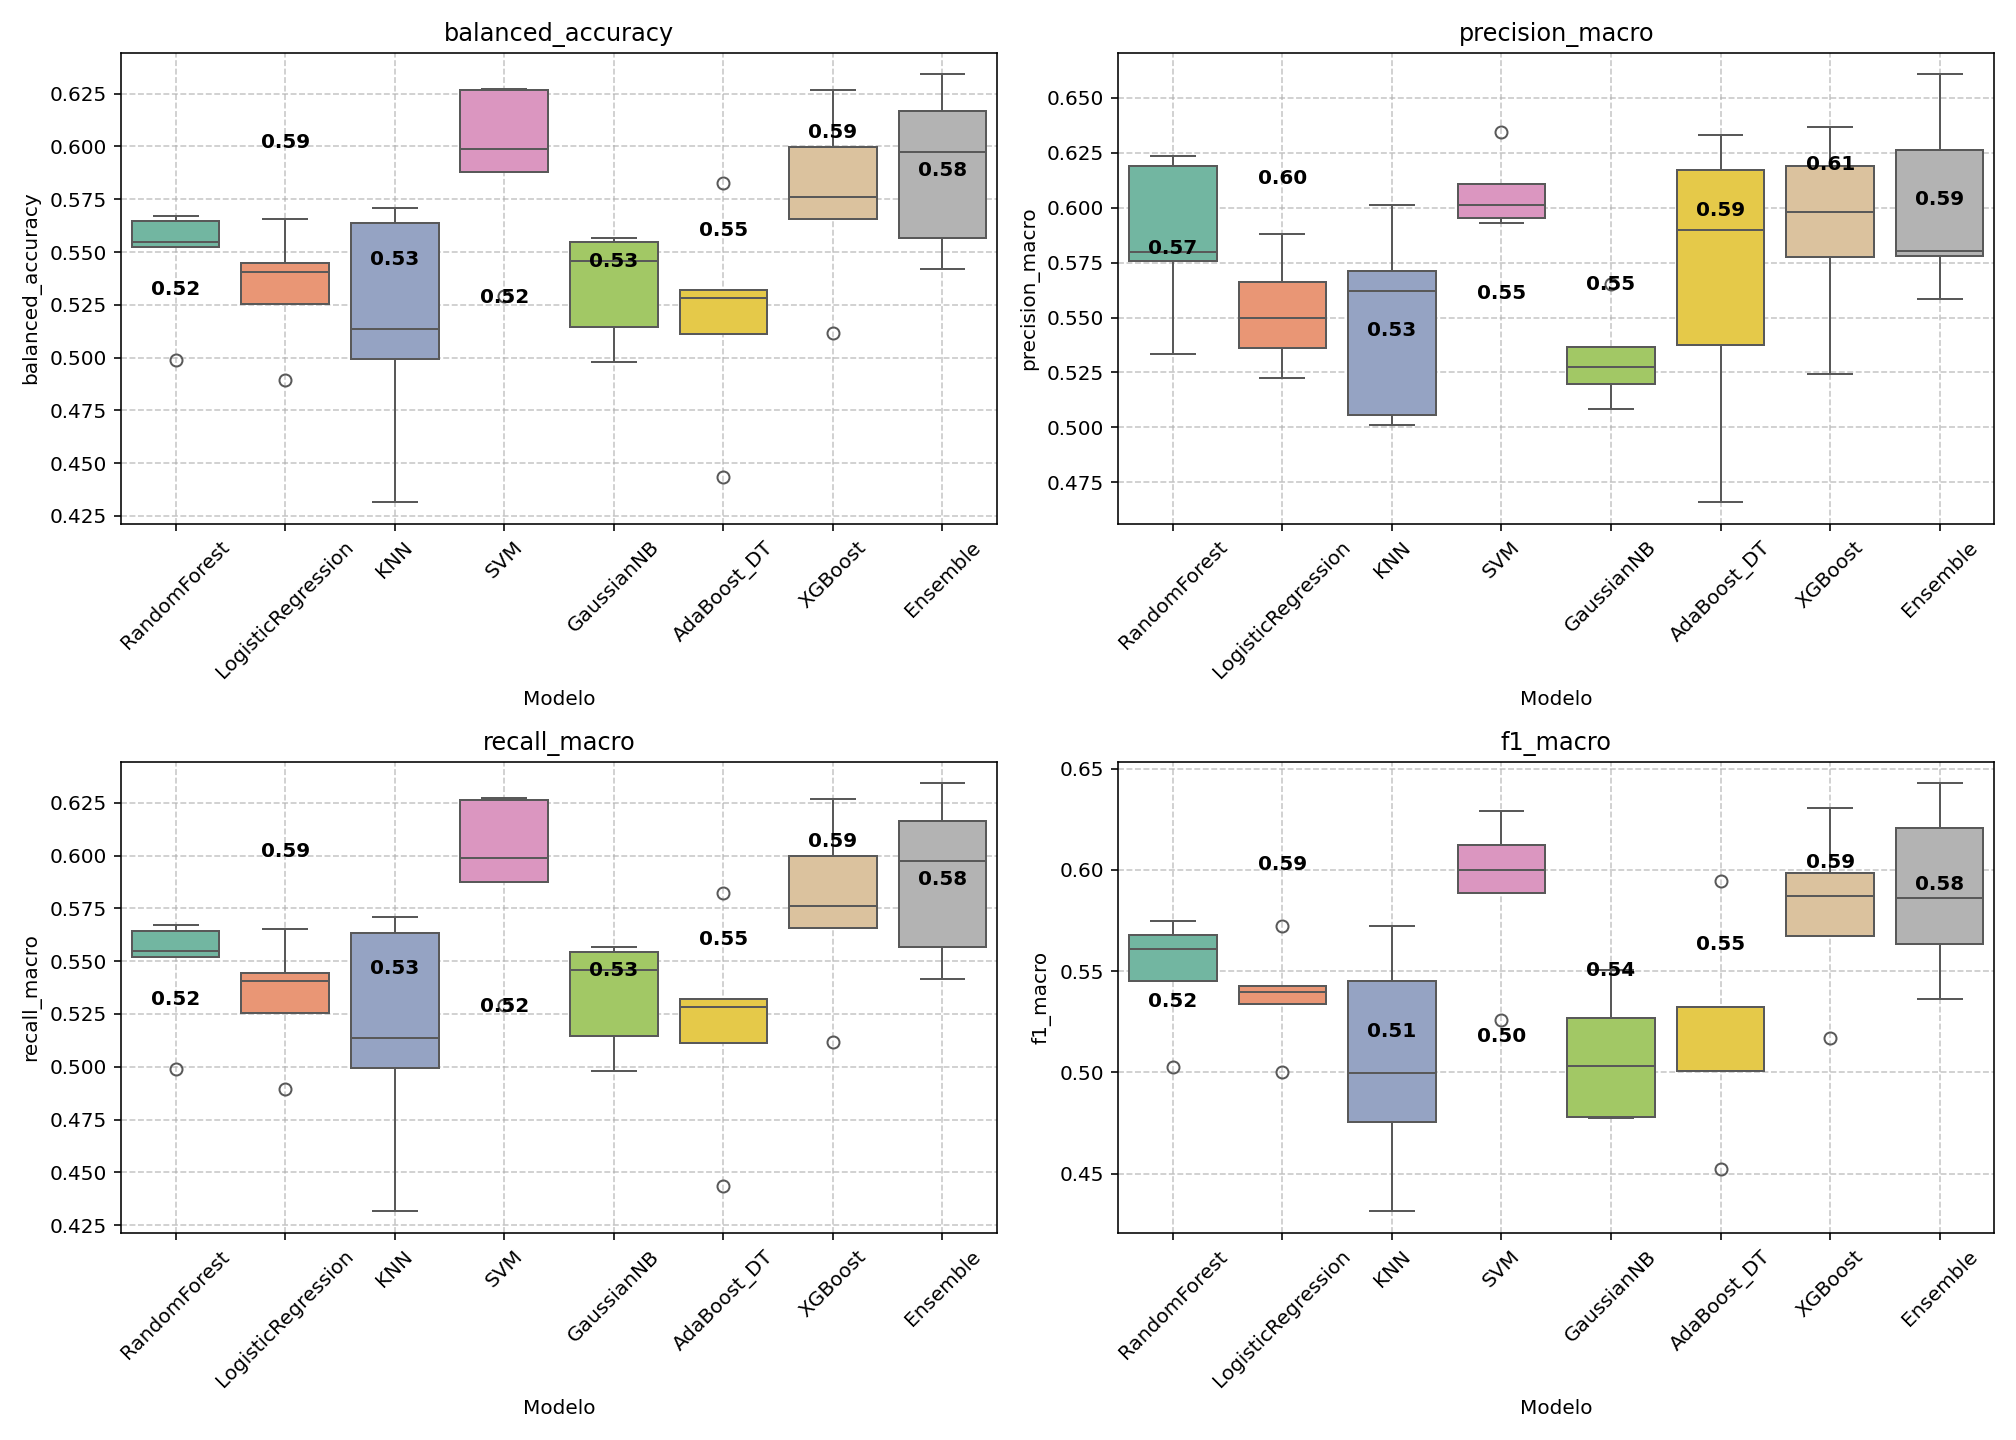 balanced_accuracy
balanced_accuracy
0.625
0.600
0.575
0.550
0.525
0.500
0.475
0.450
0.425
0.52
0.59
0.53
0.52
0.53
0.55
0.59
0.58
RandomForest
LogisticRegression
KNN
SVM
GaussianNB
AdaBoost_DT
XGBoost
Ensemble
Modelo
precision_macro
precision_macro
0.650
0.625
0.600
0.575
0.550
0.525
0.500
0.475
0.57
0.60
0.53
0.55
0.55
0.59
0.61
0.59
RandomForest
LogisticRegression
KNN
SVM
GaussianNB
AdaBoost_DT
XGBoost
Ensemble
Modelo
recall_macro
recall_macro
0.625
0.600
0.575
0.550
0.525
0.500
0.475
0.450
0.425
0.52
0.59
0.53
0.52
0.53
0.55
0.59
0.58
RandomForest
LogisticRegression
KNN
SVM
GaussianNB
AdaBoost_DT
XGBoost
Ensemble
Modelo
f1_macro
f1_macro
0.65
0.60
0.55
0.50
0.45
0.52
0.59
0.51
0.50
0.54
0.55
0.59
0.58
RandomForest
LogisticRegression
KNN
SVM
GaussianNB
AdaBoost_DT
XGBoost
Ensemble
Modelo